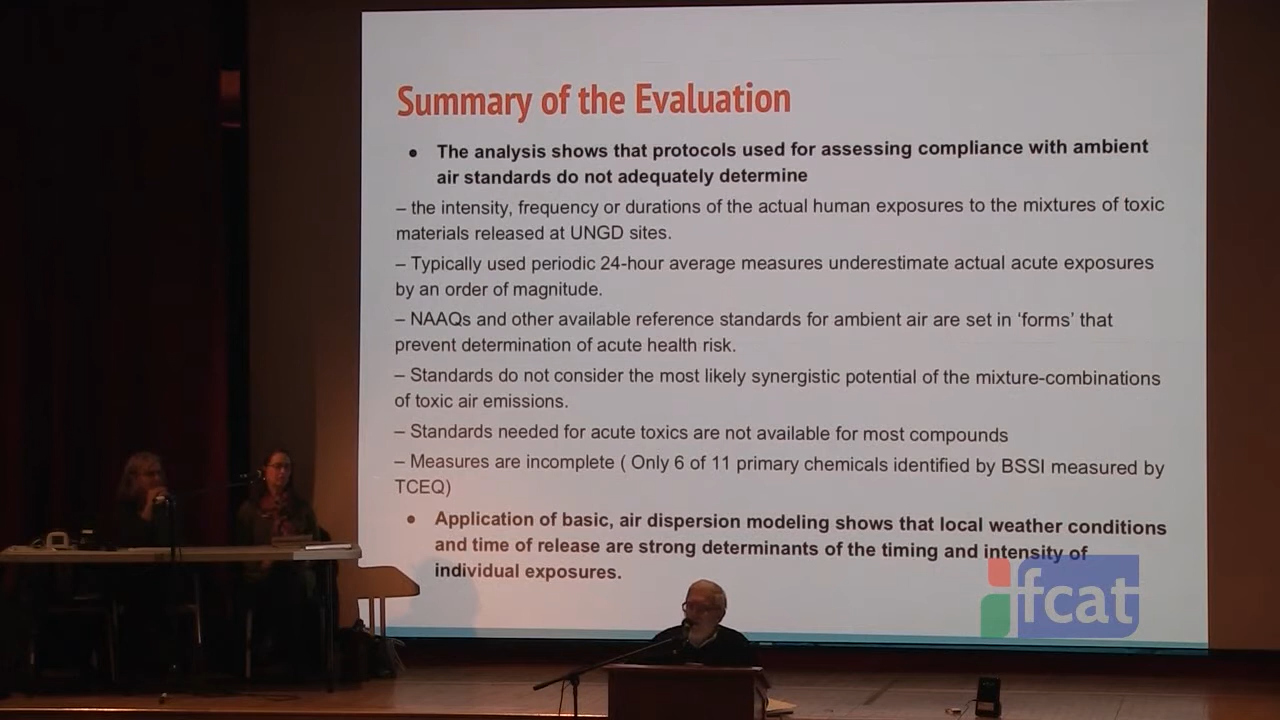 Summary of the Evaluation
● The analysis shows that protocols used for assessing compliance with ambient
air standards do not adequately determine
– the intensity, frequency or durations of the actual human exposures to the mixtures of toxic
materials released at UNGD sites.
– Typically used periodic 24-hour average measures underestimate actual acute exposures
by an order of magnitude.
– NAAQs and other available reference standards for ambient air are set in ‘forms’ that
prevent determination of acute health risk.
– Standards do not consider the most likely synergistic potential of the mixture-combinations
of toxic air emissions.
– Standards needed for acute toxics are not available for most compounds
– Measures are incomplete ( Only 6 of 11 primary chemicals identified by BSSI measured by
TCEQ)
● Application of basic, air dispersion modeling shows that local weather conditions
and time of release are strong determinants of the timing and intensity of
individual exposures.
fcat